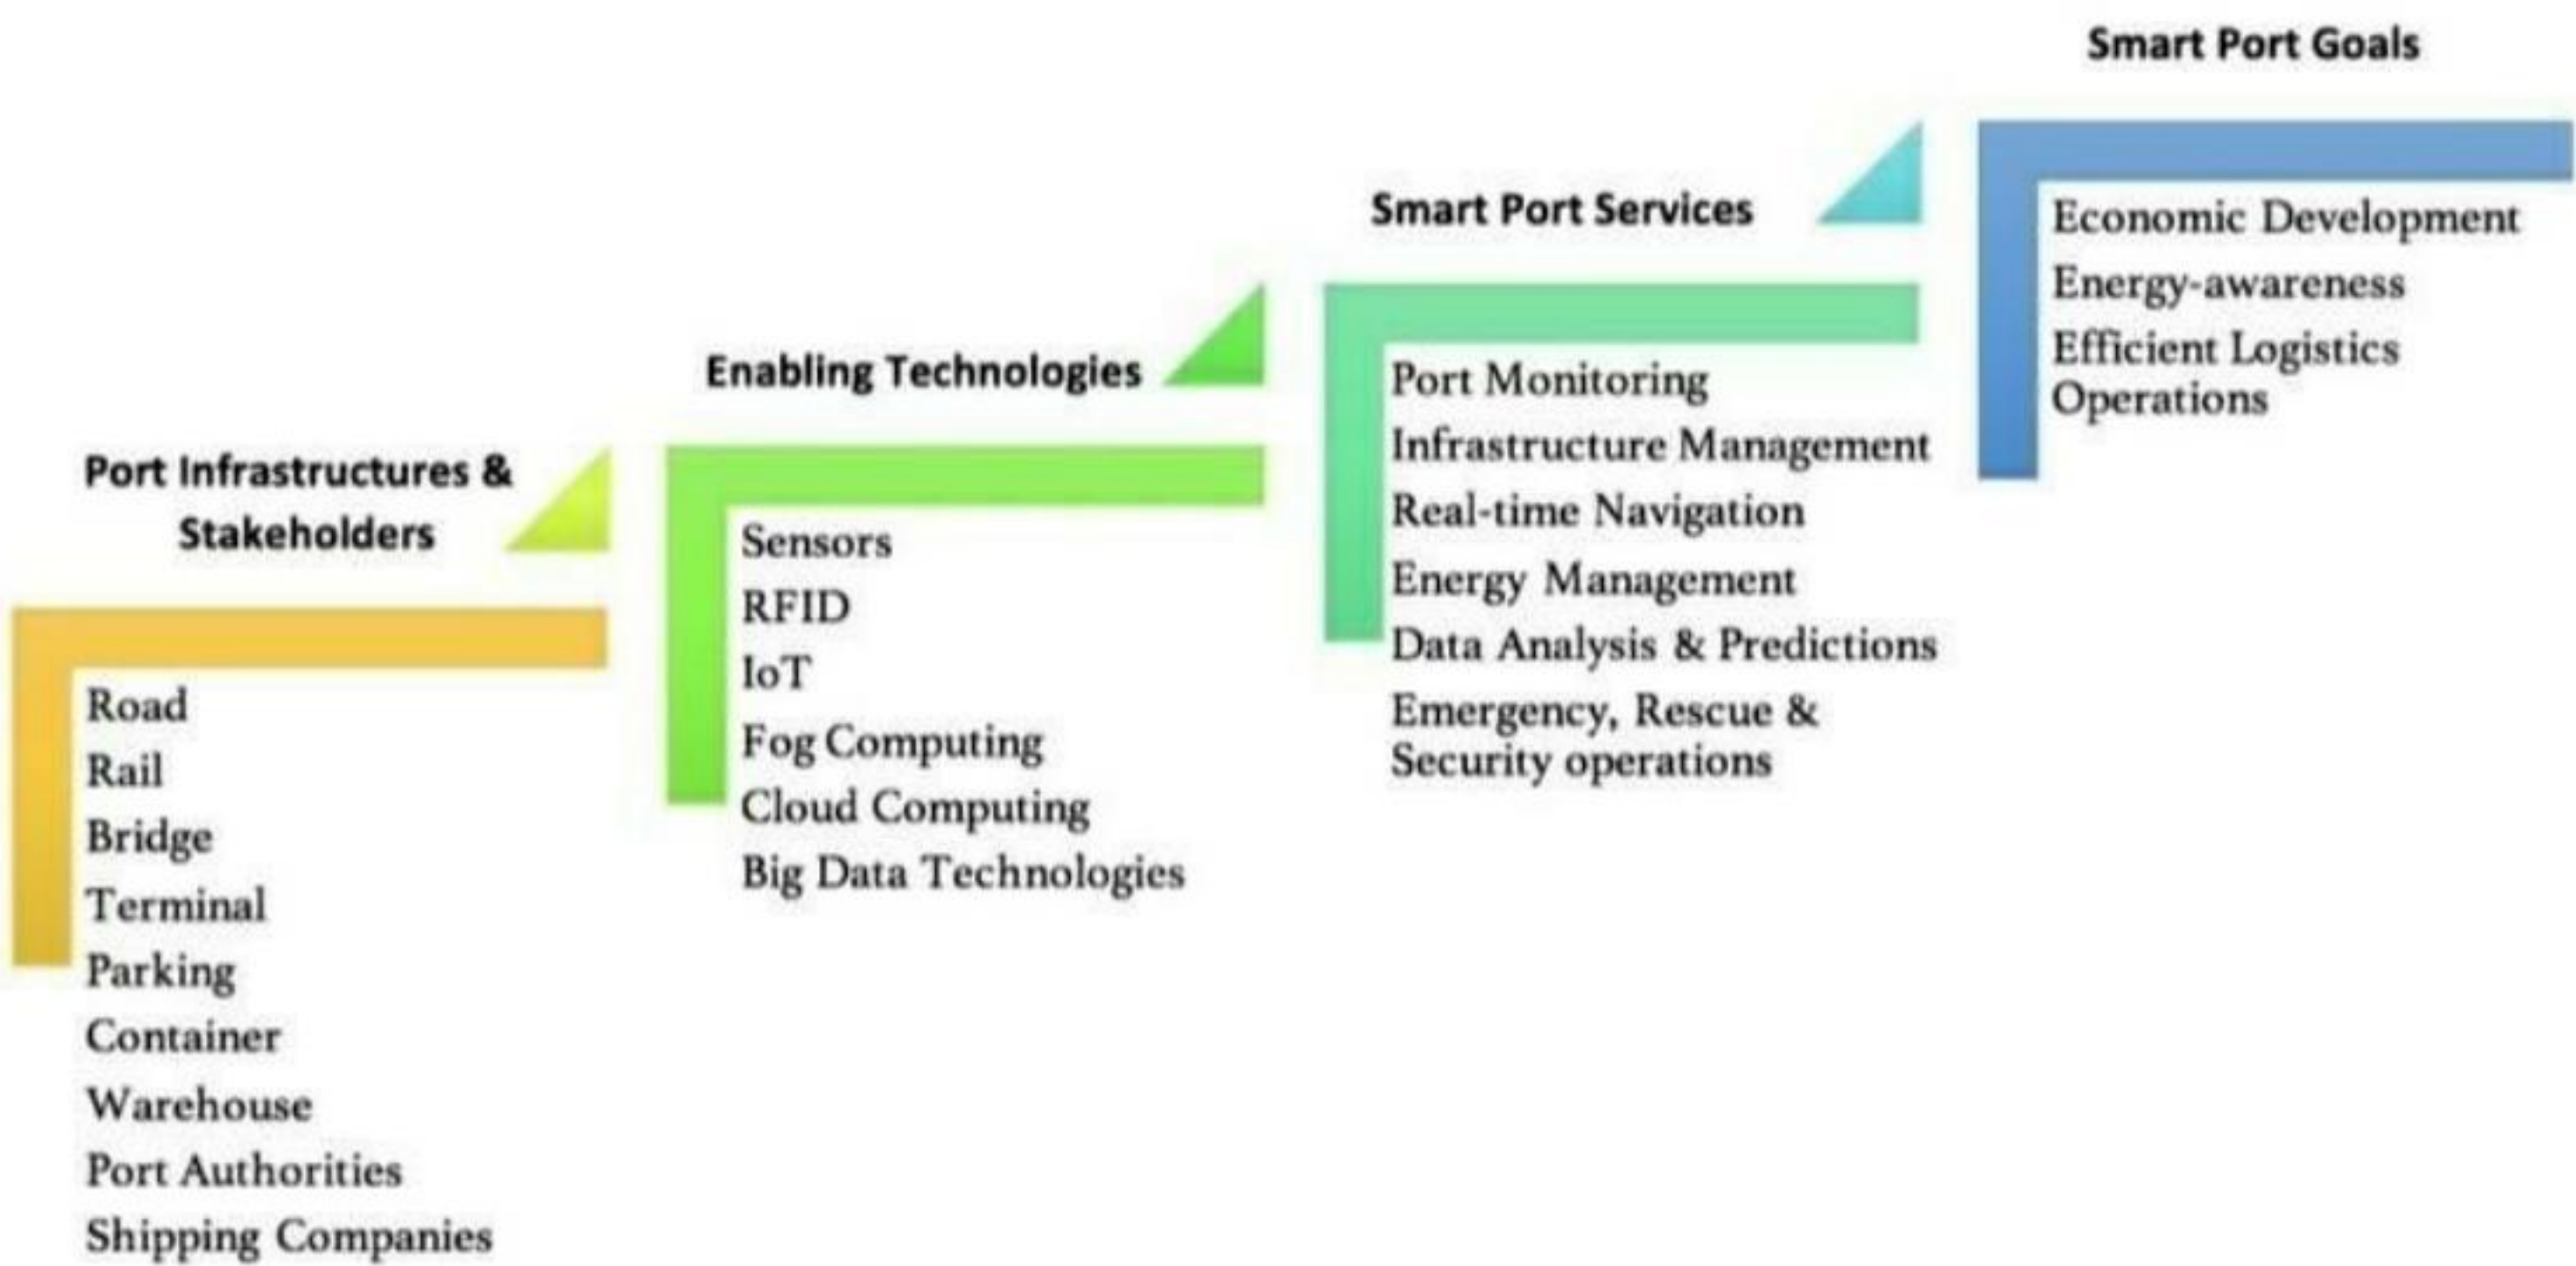 Port Infrastructures &
Stakeholders
Road
Rail
Bridge
Terminal
Parking
Container
Warehouse
Port Authorities
Shipping Companies
Enabling Technologies
Sensors
RFID
IoT
Fog Computing
Cloud Computing
Big Data Technologies
Smart Port Services
Port Monitoring
Infrastructure Management
Real-time Navigation
Energy Management
Data Analysis & Predictions
Emergency, Rescue &
Security operations
Smart Port Goals
Economic Development
Energy-awareness
Efficient Logistics
Operations